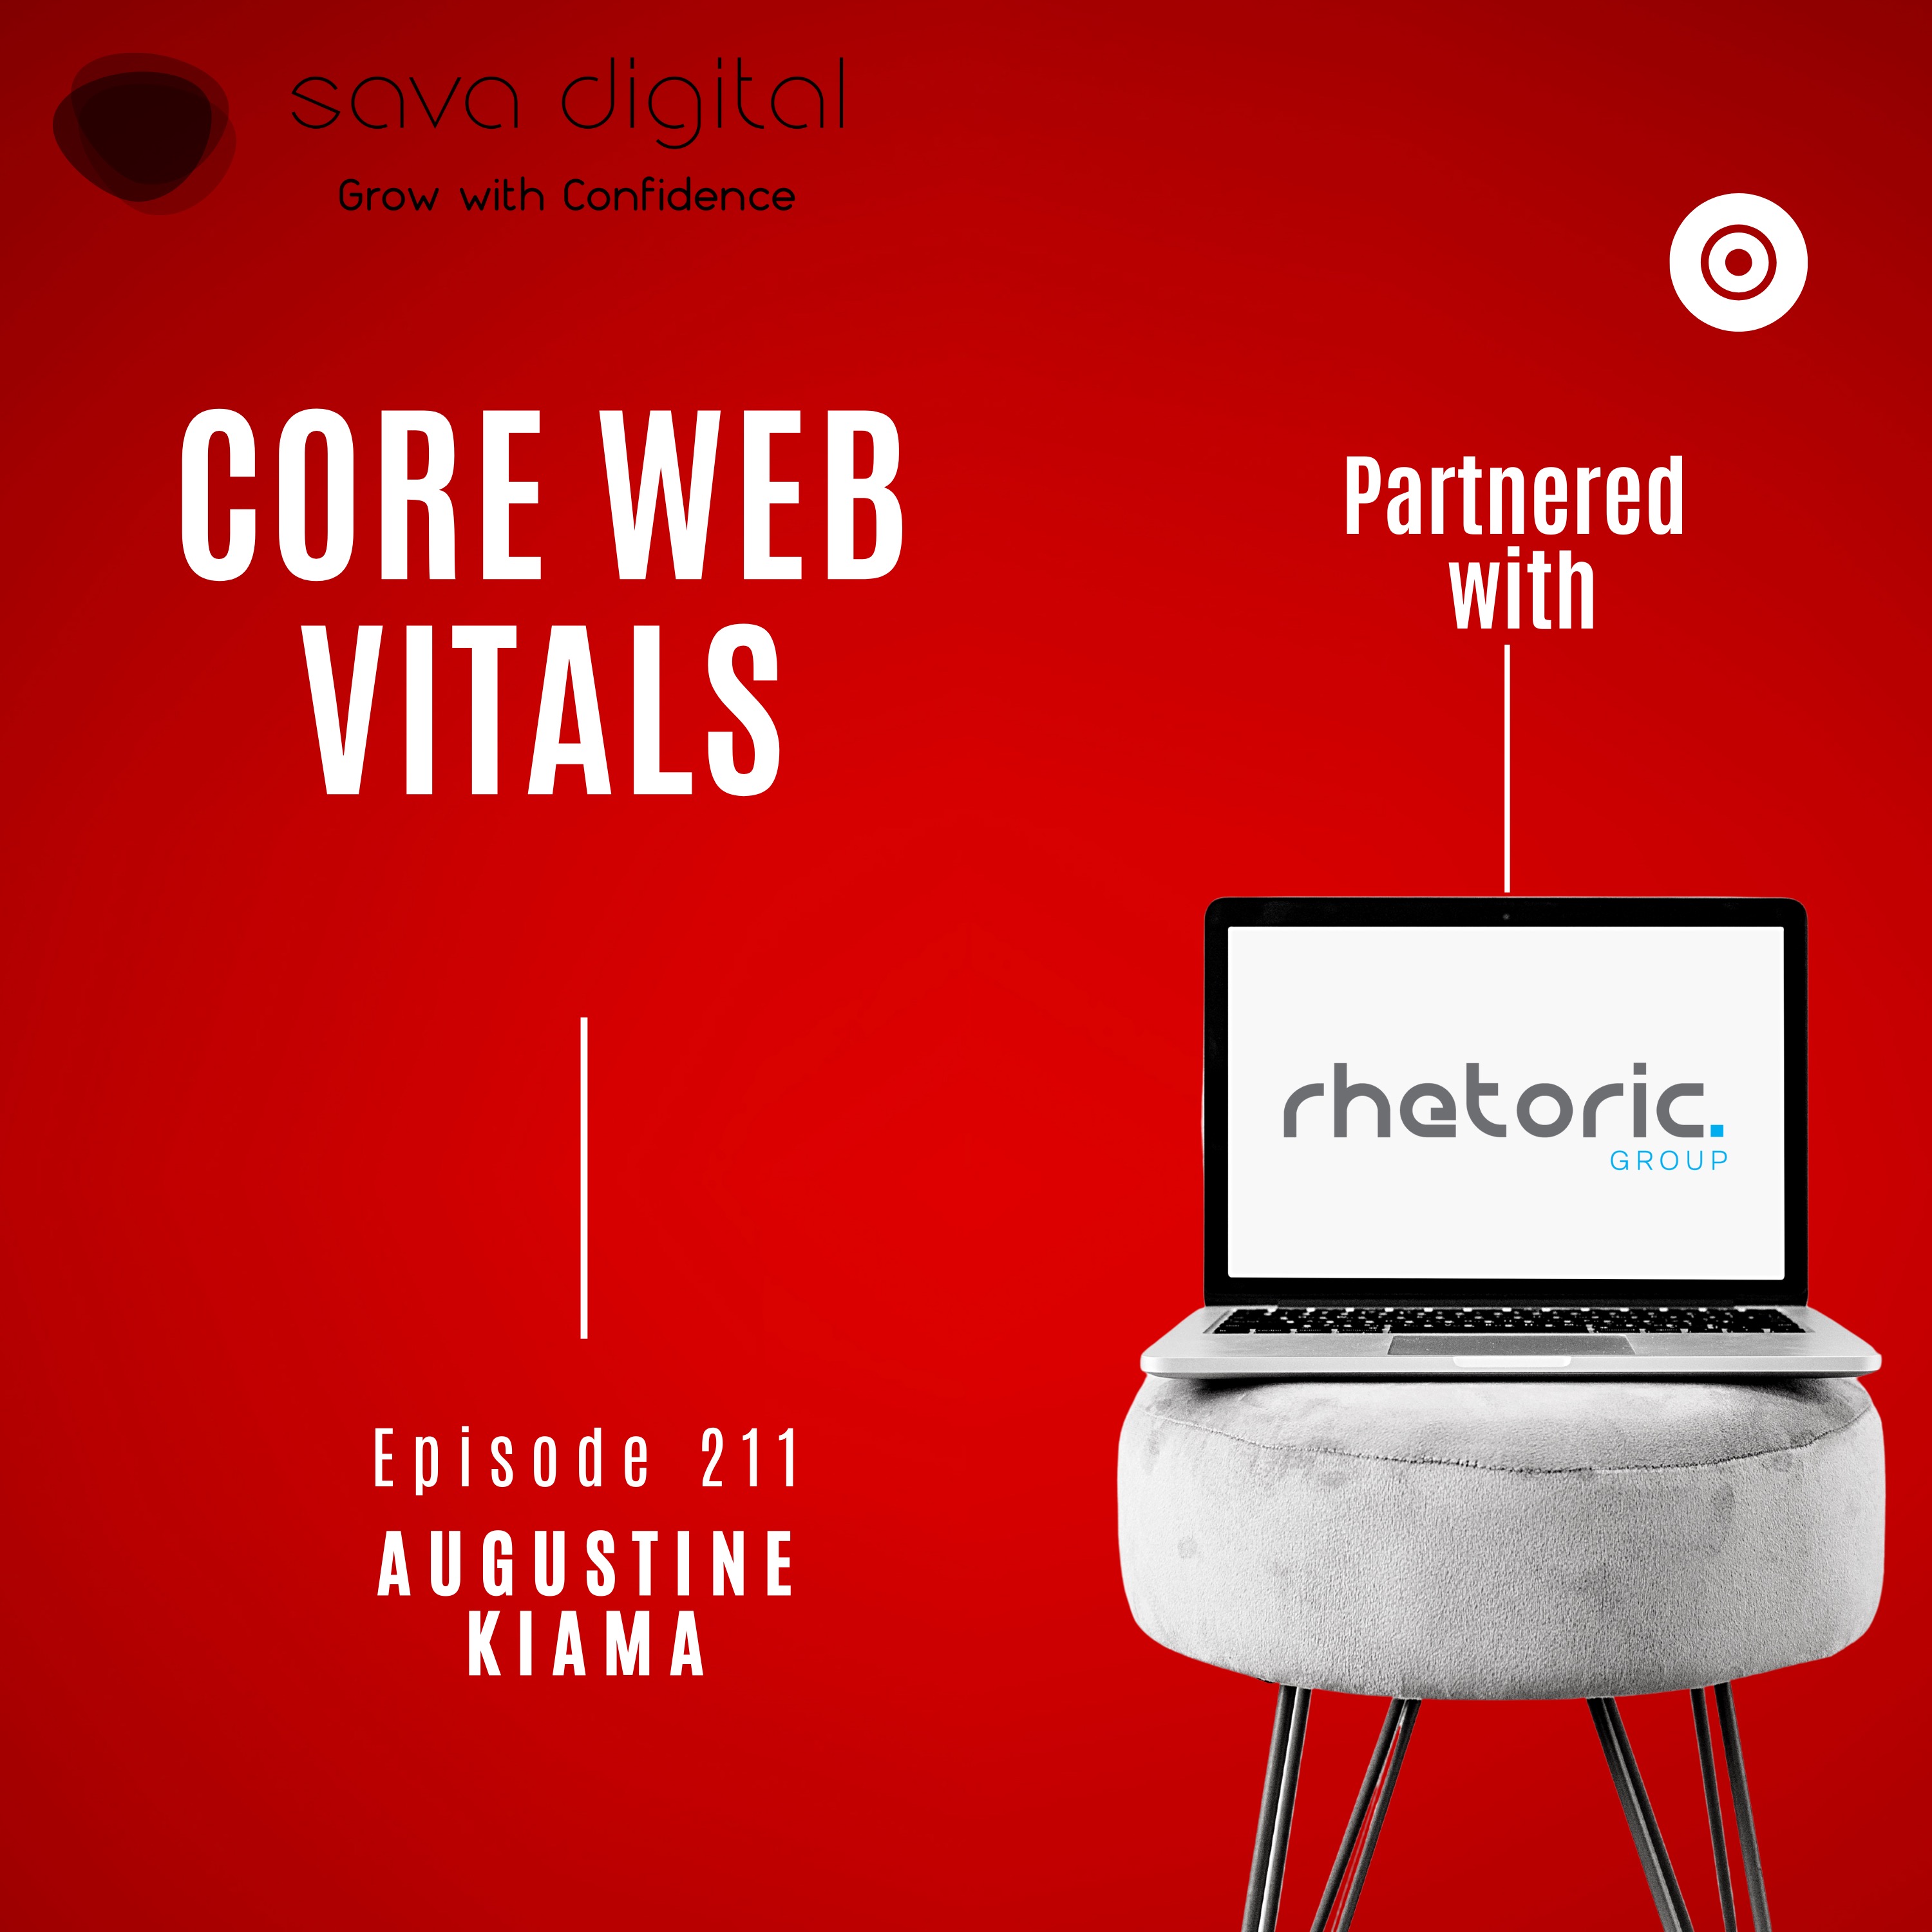 sava digital
Grow with Confidence
CORE WEB
VITALS
Partnered
with
rhetoric.
GROUP
Episode 211
AUGUSTINE
KIAMA